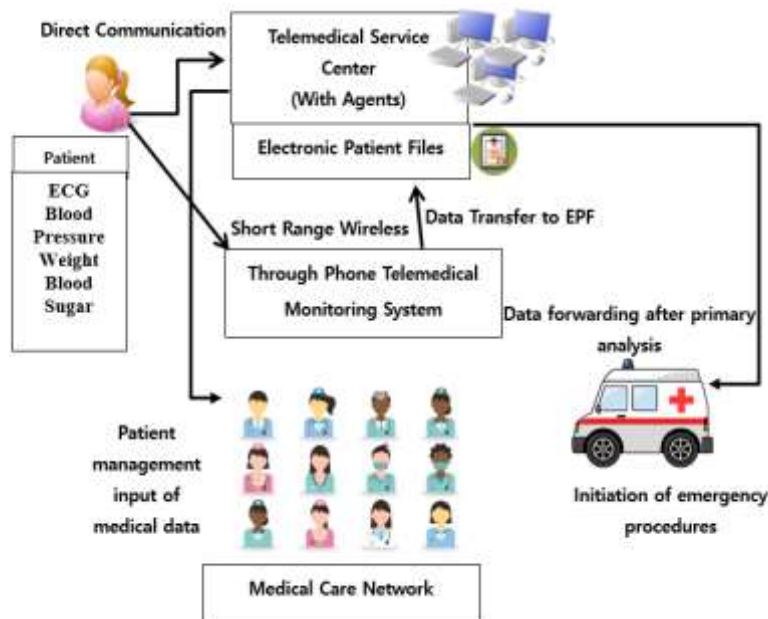 Direct Communication
Telemedical Service
Center
(With Agents)
Electronic Patient Files
Patient
ECG
Blood
Pressure
Weight
Blood
Sugar
Short Range Wireless
Data Transfer to EPF
Through Phone Telemedical
Monitoring System
Data forwarding after primary
analysis
Patient
management
input of
medical data
Initiation of emergency
procedures
Medical Care Network